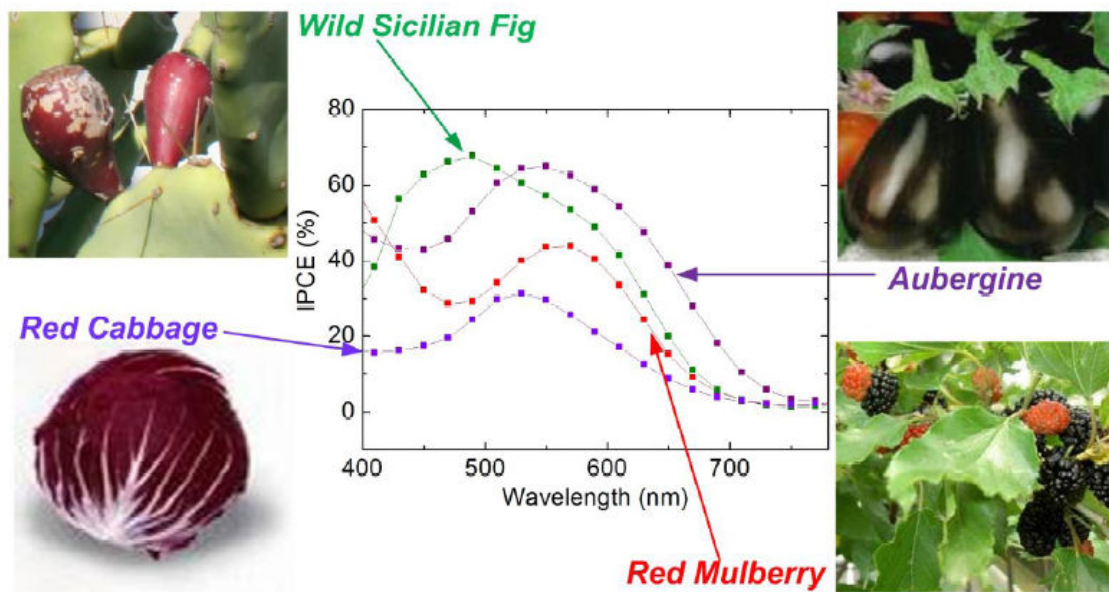 Wild Sicilian Fig
80
60
40
20
0
IPCE (%)
400
500
600
700
Wavelength (nm)
Aubergine
Red Cabbage
Red Mulberry